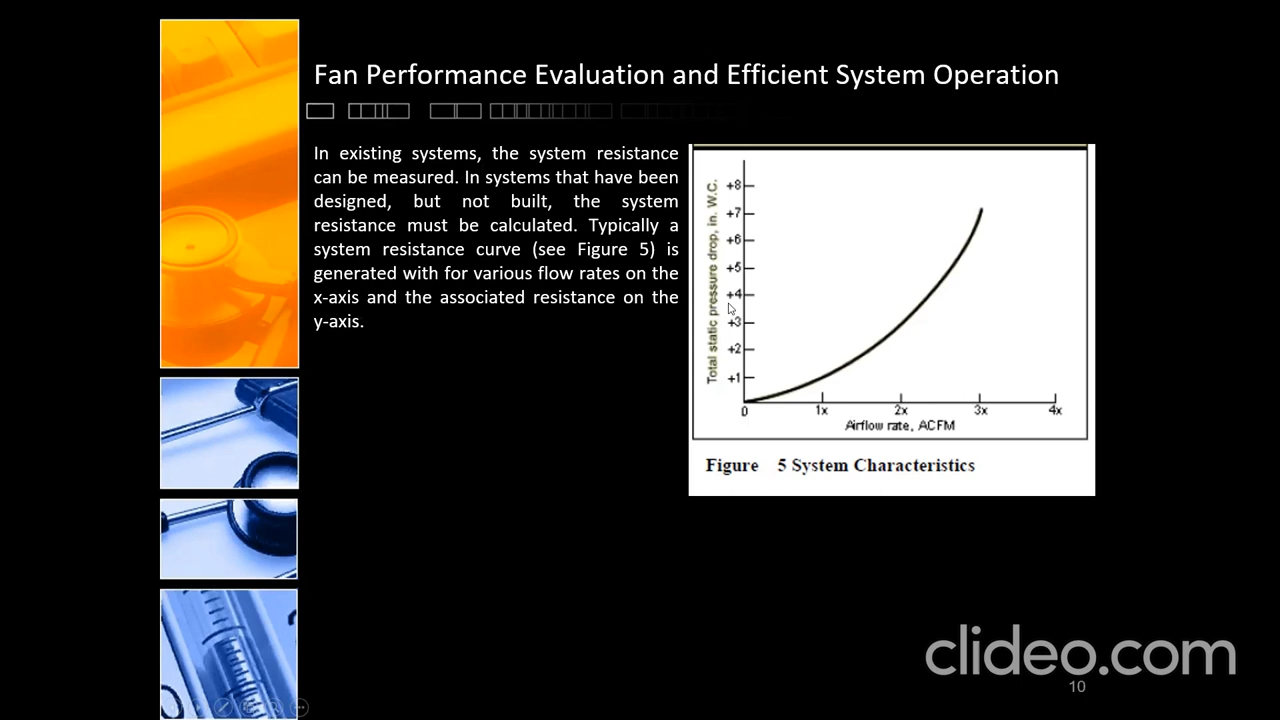 Fan Performance Evaluation and Efficient System Operation
In existing systems, the system resistance
can be measured. In systems that have been
designed, but not built, the system
resistance must be calculated. Typically a
system resistance curve (see Figure 5) is
generated with for various flow rates on the
x-axis and the associated resistance on the
y-axis.
Total static pressure drop, in. W.C.
+8
+7
+6
+5
+4
+3
+2
+1
0 1x 2x 3x 4x
Airflow rate, ACFM
Figure 5 System Characteristics
clideo.com
10